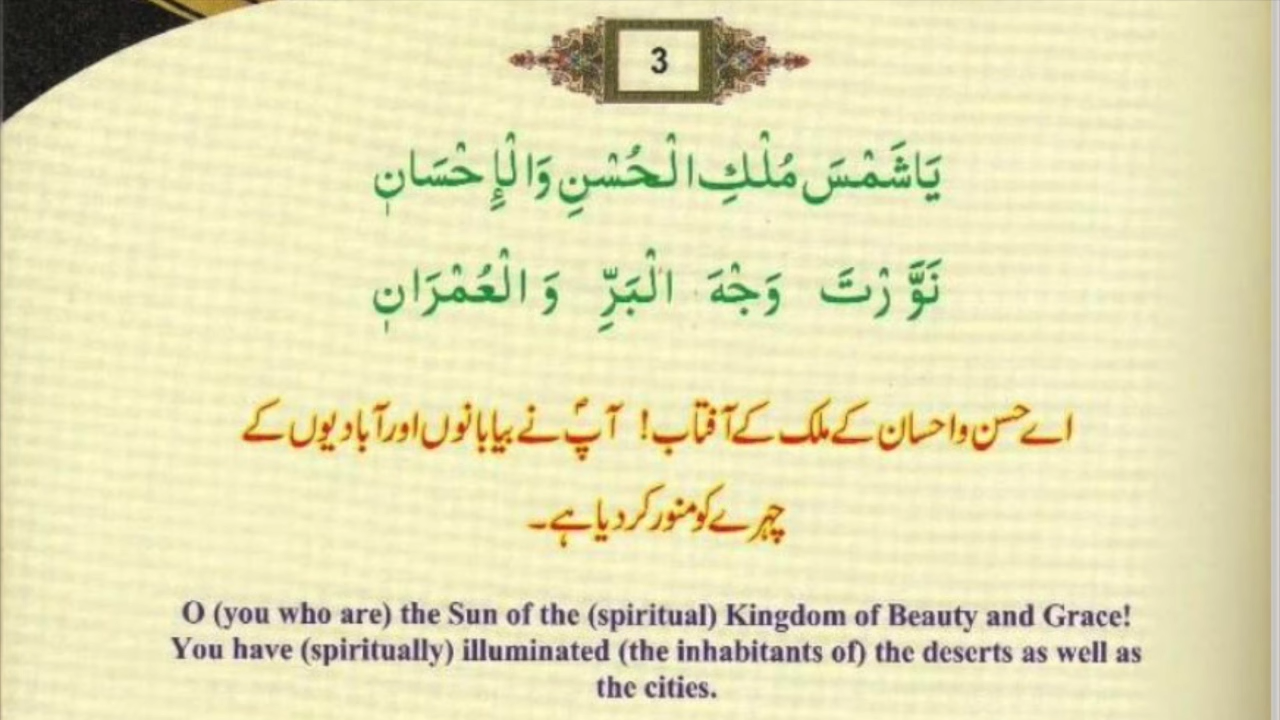 3
يَاشَمْسَ مُلْكِ الْحُسْنِ وَالْإِحْسَانٖ
نَوَّرْتَ وَجْهَ الْبَرِّ وَ الْعُمْرَانٖ
اے حسن و احسان کے ملک کے آفتاب! آپؐ نے بیابانوں اور آبادیوں کے
چہرے کو منور کر دیا ہے۔
O (you who are) the Sun of the (spiritual) Kingdom of Beauty and Grace!
You have (spiritually) illuminated (the inhabitants of) the deserts as well as
the cities.